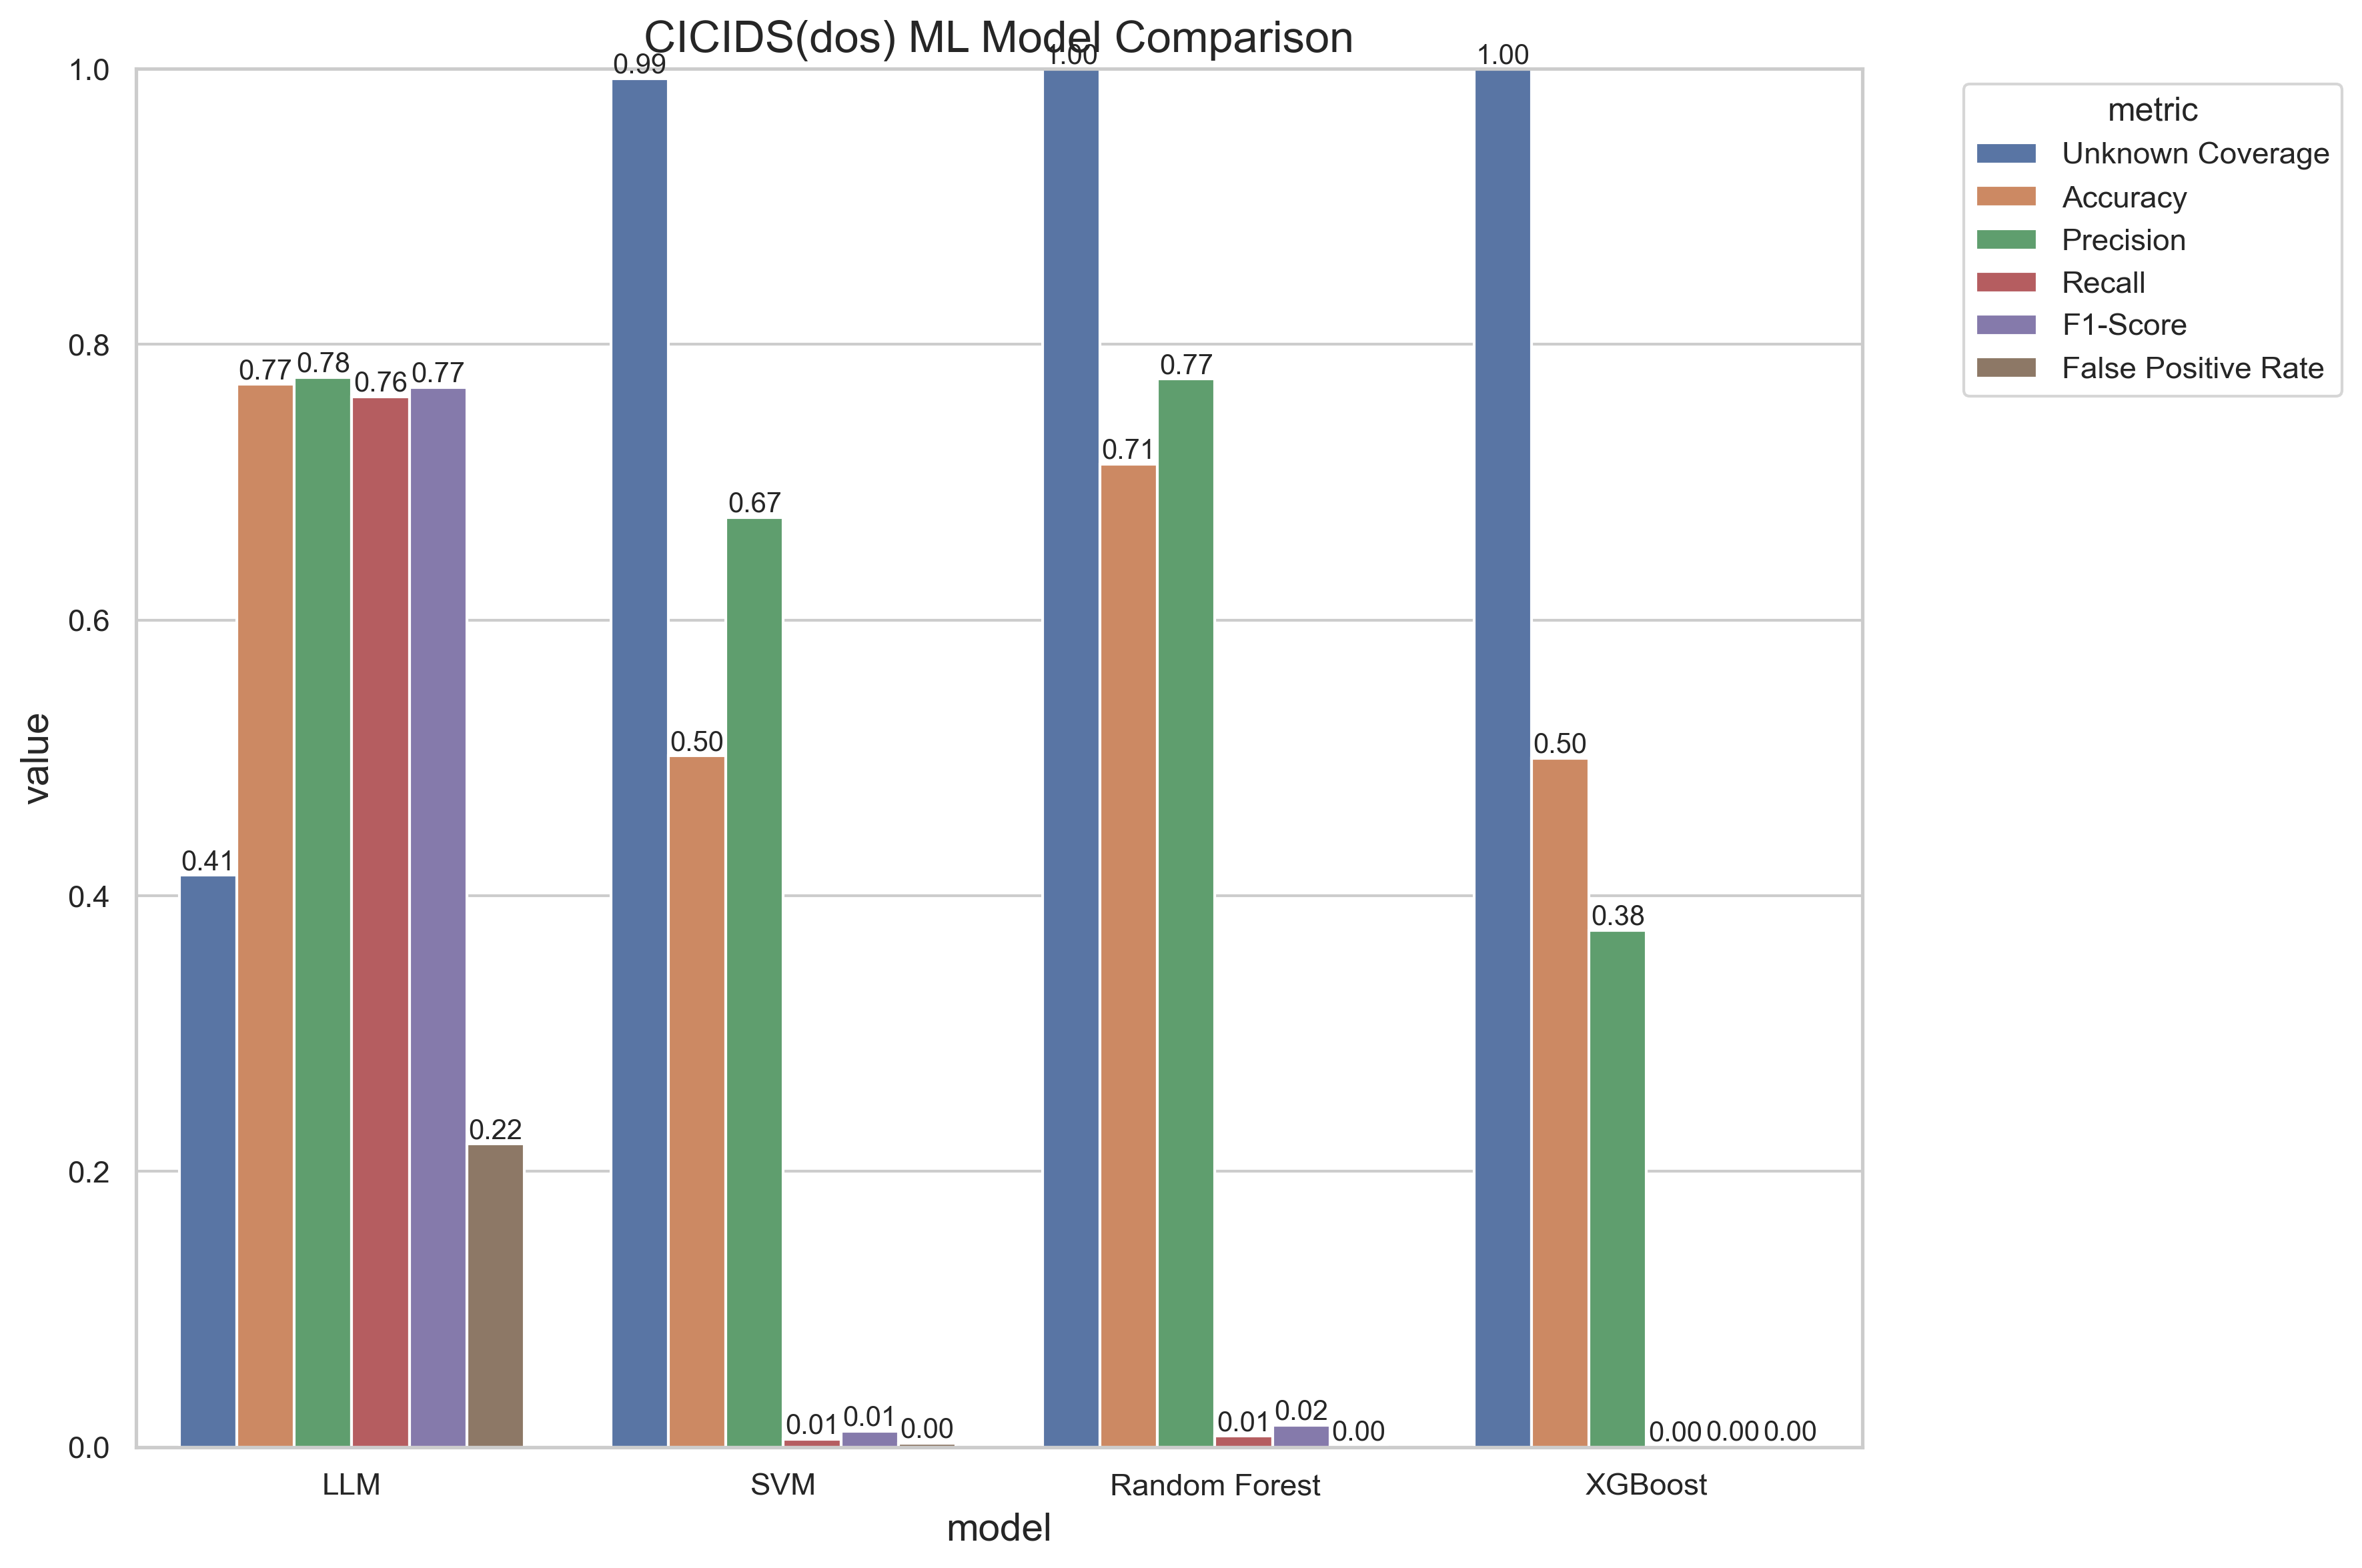 CICIDS(dos) ML Model Comparison
metric
Unknown Coverage
Accuracy
Precision
Recall
F1-Score
False Positive Rate
value
1.0
0.8
0.6
0.4
0.2
0.0
0.41
0.77
0.78
0.76
0.77
0.22
0.99
0.50
0.67
0.01
0.01
0.00
1.00
0.71
0.77
0.01
0.02
0.00
1.00
0.50
0.38
0.00
0.00
0.00
LLM
SVM
Random Forest
XGBoost
model